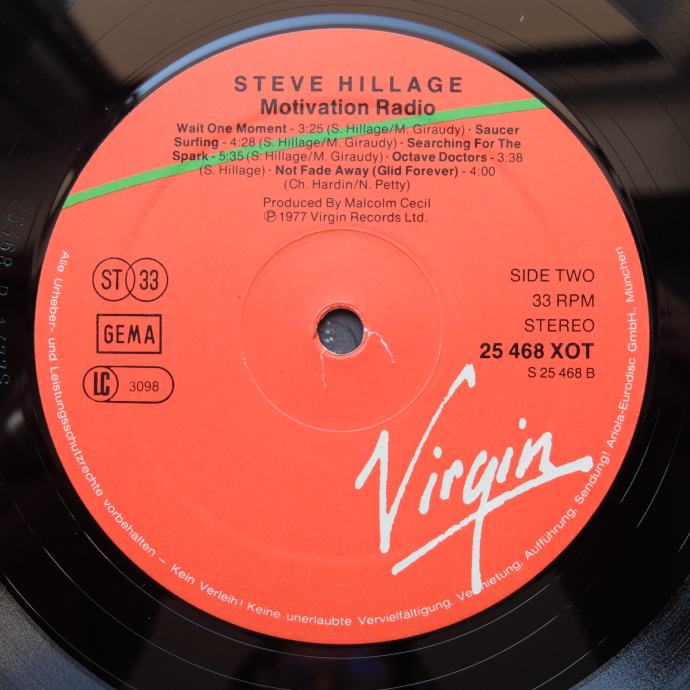 STEVE HILLAGE
Motivation Radio
Wait One Moment - 3:25 (S. Hillage/M. Giraudy) · Saucer
Surfing - 4:28 (S. Hillage/M. Giraudy) · Searching For The
Spark - 5:35 (S. Hillage/M. Giraudy) · Octave Doctors - 3:38
(S. Hillage) · Not Fade Away (Glid Forever) - 4:00
(Ch. Hardin/N. Petty)
Produced By Malcolm Cecil
℗ 1977 Virgin Records Ltd.
ST 33
GEMA
LC 3098
SIDE TWO
33 RPM
STEREO
25 468 XOT
S 25 468 B
Virgin
Alle Urheber- und Leistungsschutzrechte vorbehalten – Kein Verleih! Keine unerlaubte Vervielfältigung, Vermietung, Aufführung, Sendung! Ariola-Eurodisc GmbH., München